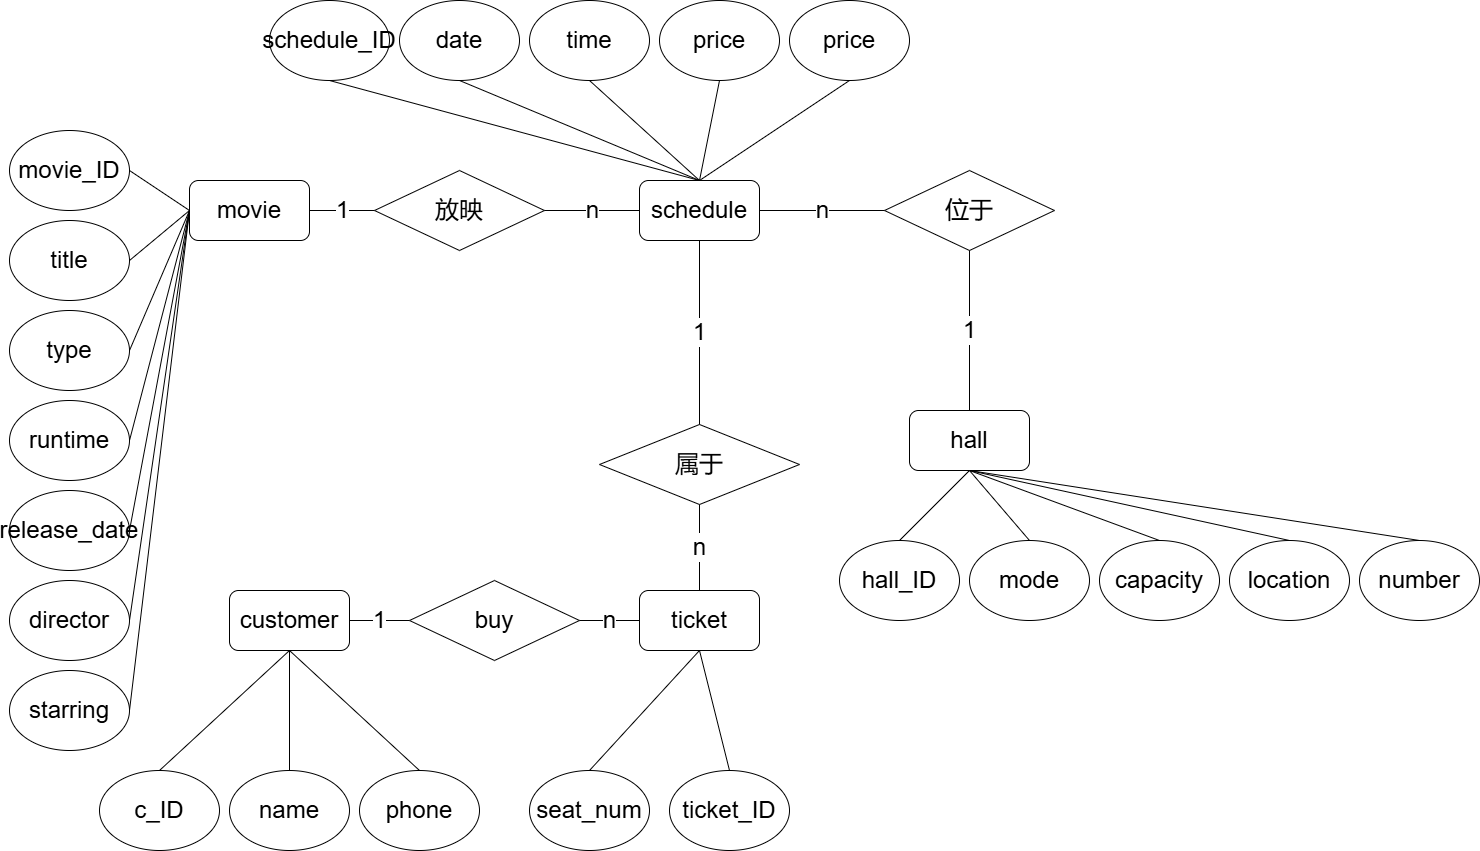 schedule_ID
date
time
price
price
movie_ID
title
type
runtime
release_date
director
starring
movie
1
放映
n
schedule
n
位于
1
hall
hall_ID
mode
capacity
location
number
1
属于
n
customer
1
buy
n
ticket
c_ID
name
phone
seat_num
ticket_ID